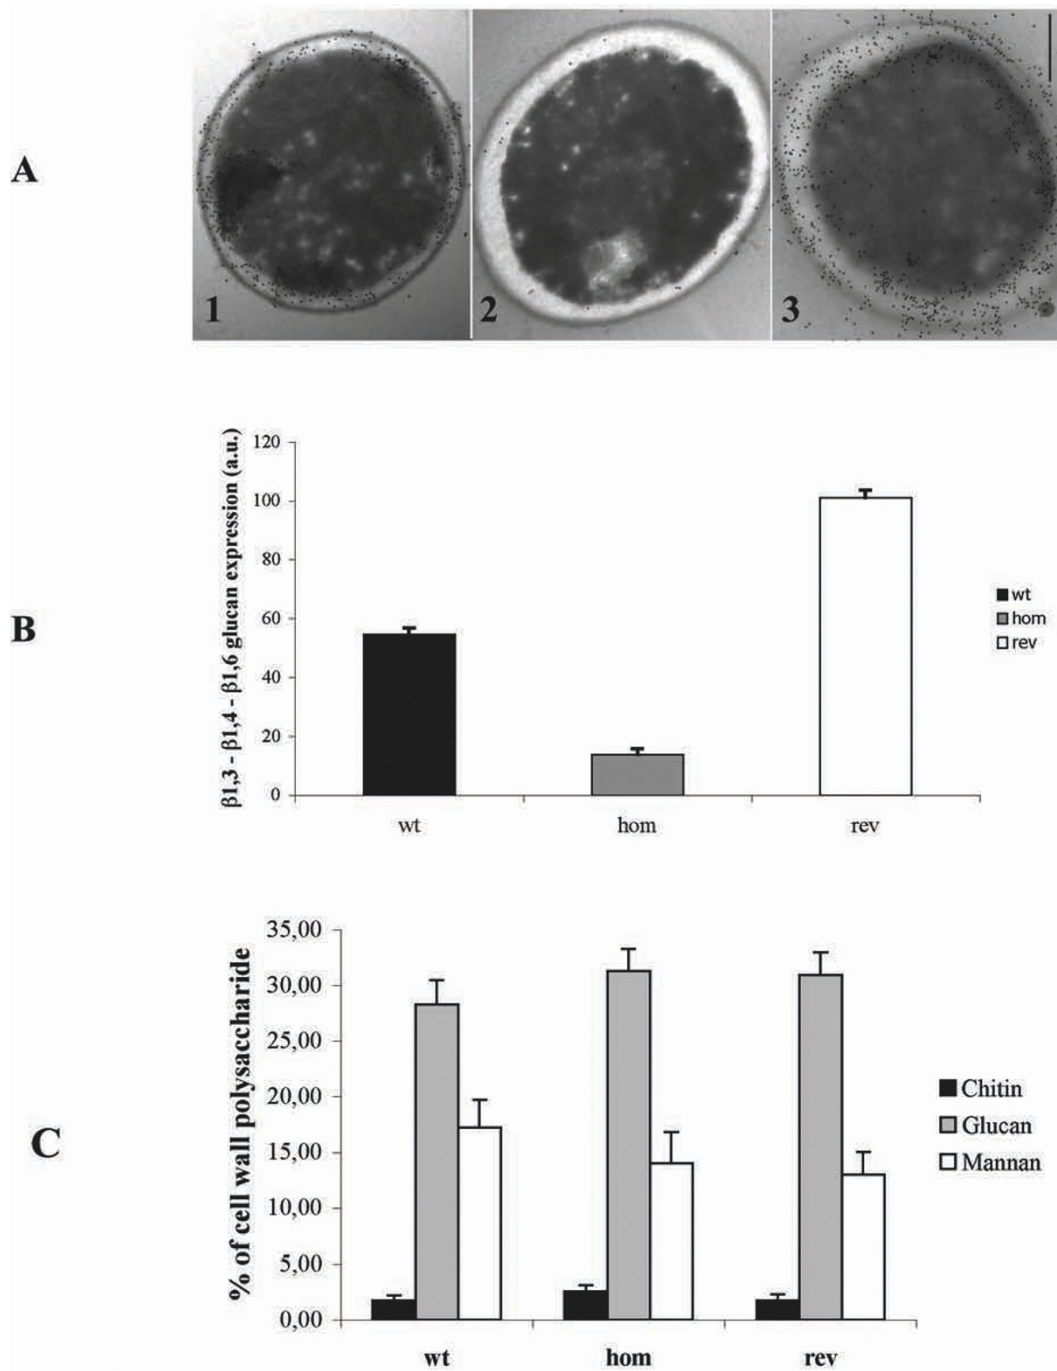 A
1
2
3
B
β1,3 - β1,4 - β1,6 glucan expression (a.u.)
120
100
80
60
40
20
0
wt
hom
rev
wt
hom
rev
C
% of cell wall polysaccharide
35,00
30,00
25,00
20,00
15,00
10,00
5,00
0,00
wt
hom
rev
Chitin
Glucan
Mannan